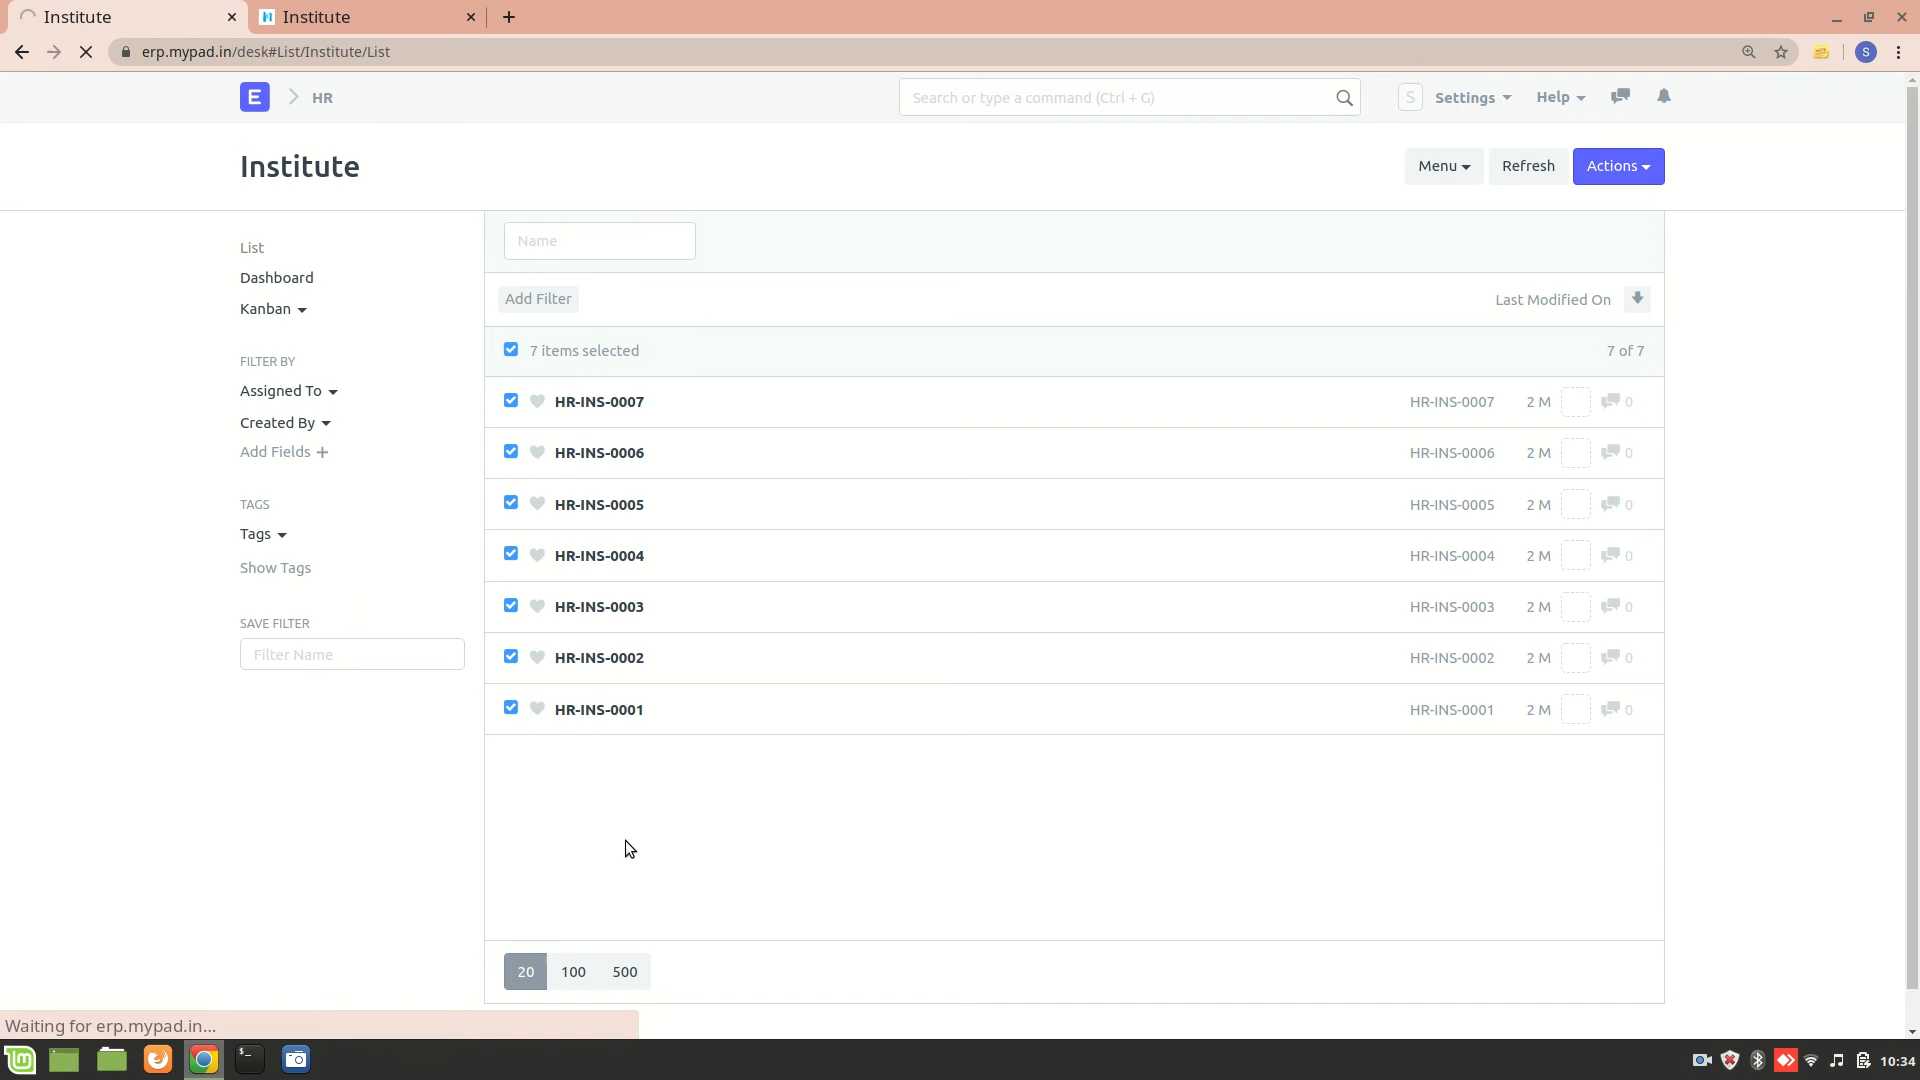 Institute
Institute
erp.mypad.in/desk#List/Institute/List
S
E
HR
Search or type a command (Ctrl + G)
S
Settings
Help
Institute
Menu
Refresh
Actions
List
Dashboard
Kanban
FILTER BY
Assigned To
Created By
Add Fields
TAGS
Tags
Show Tags
SAVE FILTER
Filter Name
Name
Add Filter
Last Modified On
7 items selected
7 of 7
HR-INS-0007 HR-INS-0007 2 M 0
HR-INS-0006 HR-INS-0006 2 M 0
HR-INS-0005 HR-INS-0005 2 M 0
HR-INS-0004 HR-INS-0004 2 M 0
HR-INS-0003 HR-INS-0003 2 M 0
HR-INS-0002 HR-INS-0002 2 M 0
HR-INS-0001 HR-INS-0001 2 M 0
20 100 500
Waiting for erp.mypad.in...
10:34